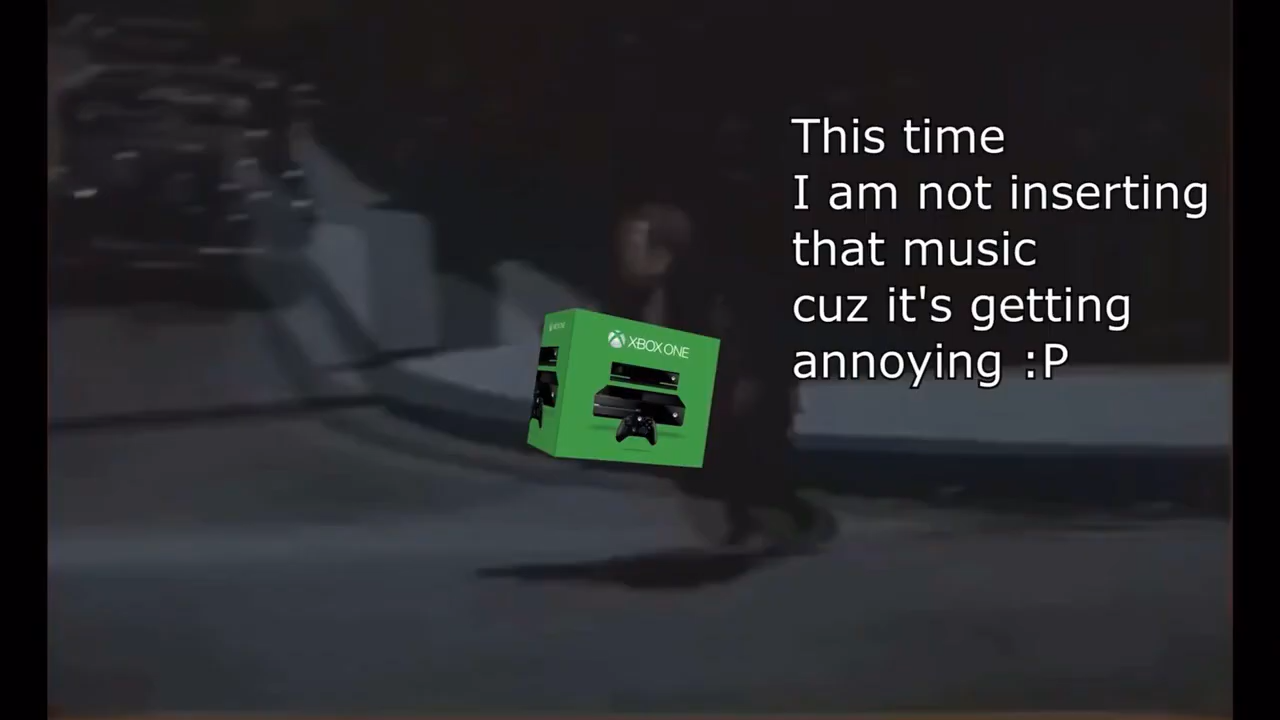 This time
I am not inserting
that music
cuz it's getting
annoying :P
XBOX ONE